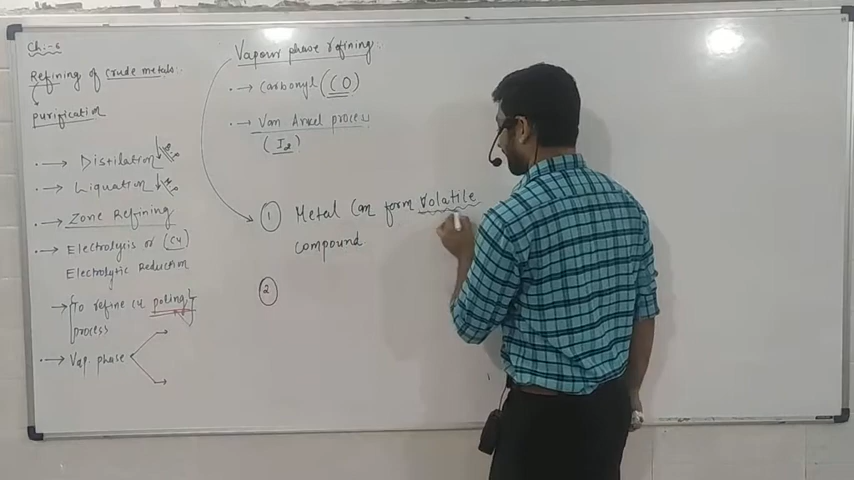 Ch:-6
Refining of crude metals:
purification
Distilation
Liquation
Zone Refining
Electrolysis or (Cu)
Electrolytic Reduction
To refine Cu poling
process
Vap. phase
Vapour phase refining:
Carbonyl (CO)
Van Arkel process
(I2)
1 Metal Can form Volatile
compound
2